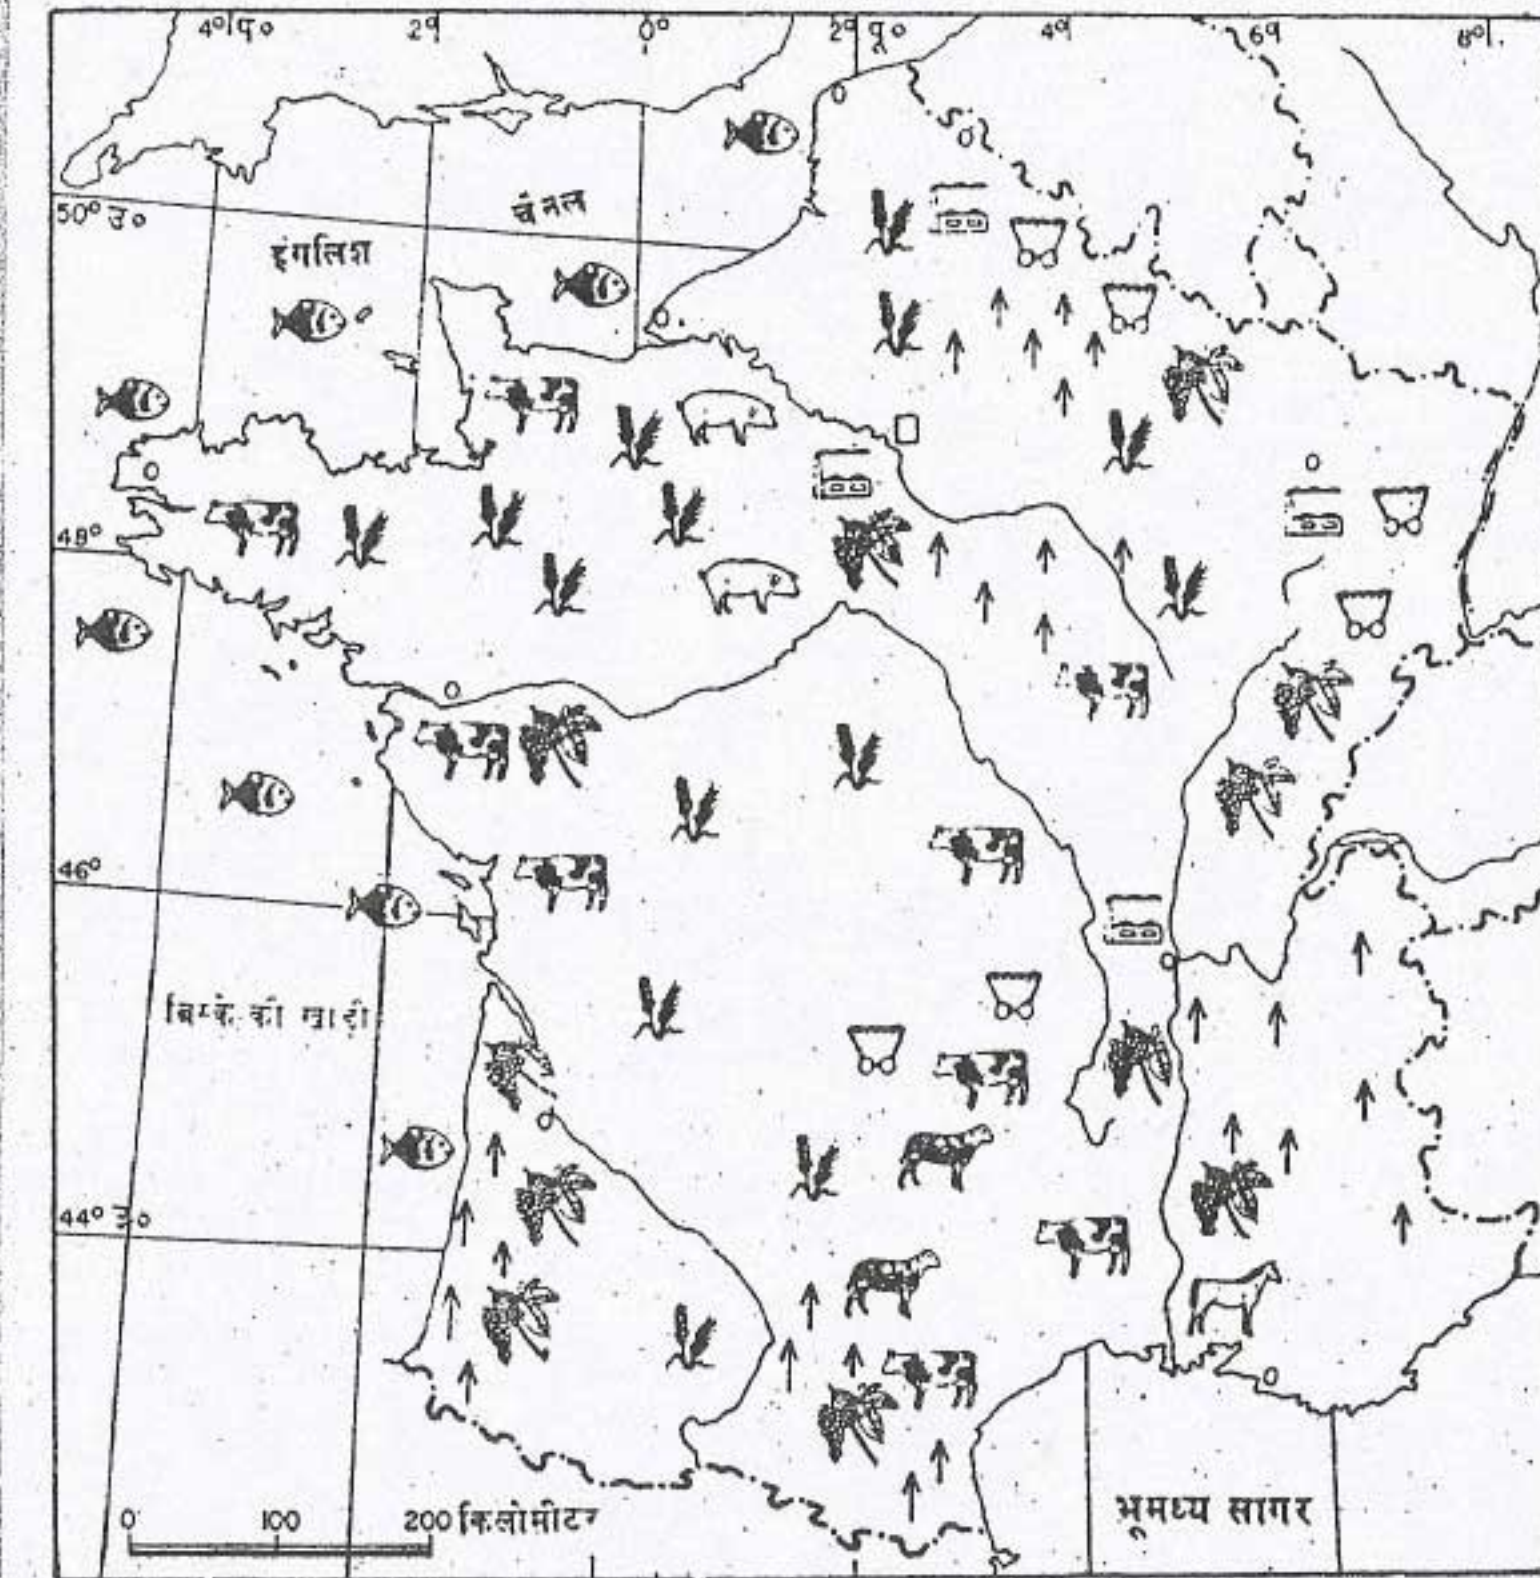 4°प० 2° 0° 2°पू० 4° 6° 8°
50°उ०
चैनल
इंगलिश
48°
46°
बिस्के की खाड़ी
44°उ०
0 100 200 किलोमीटर
भूमध्य सागर